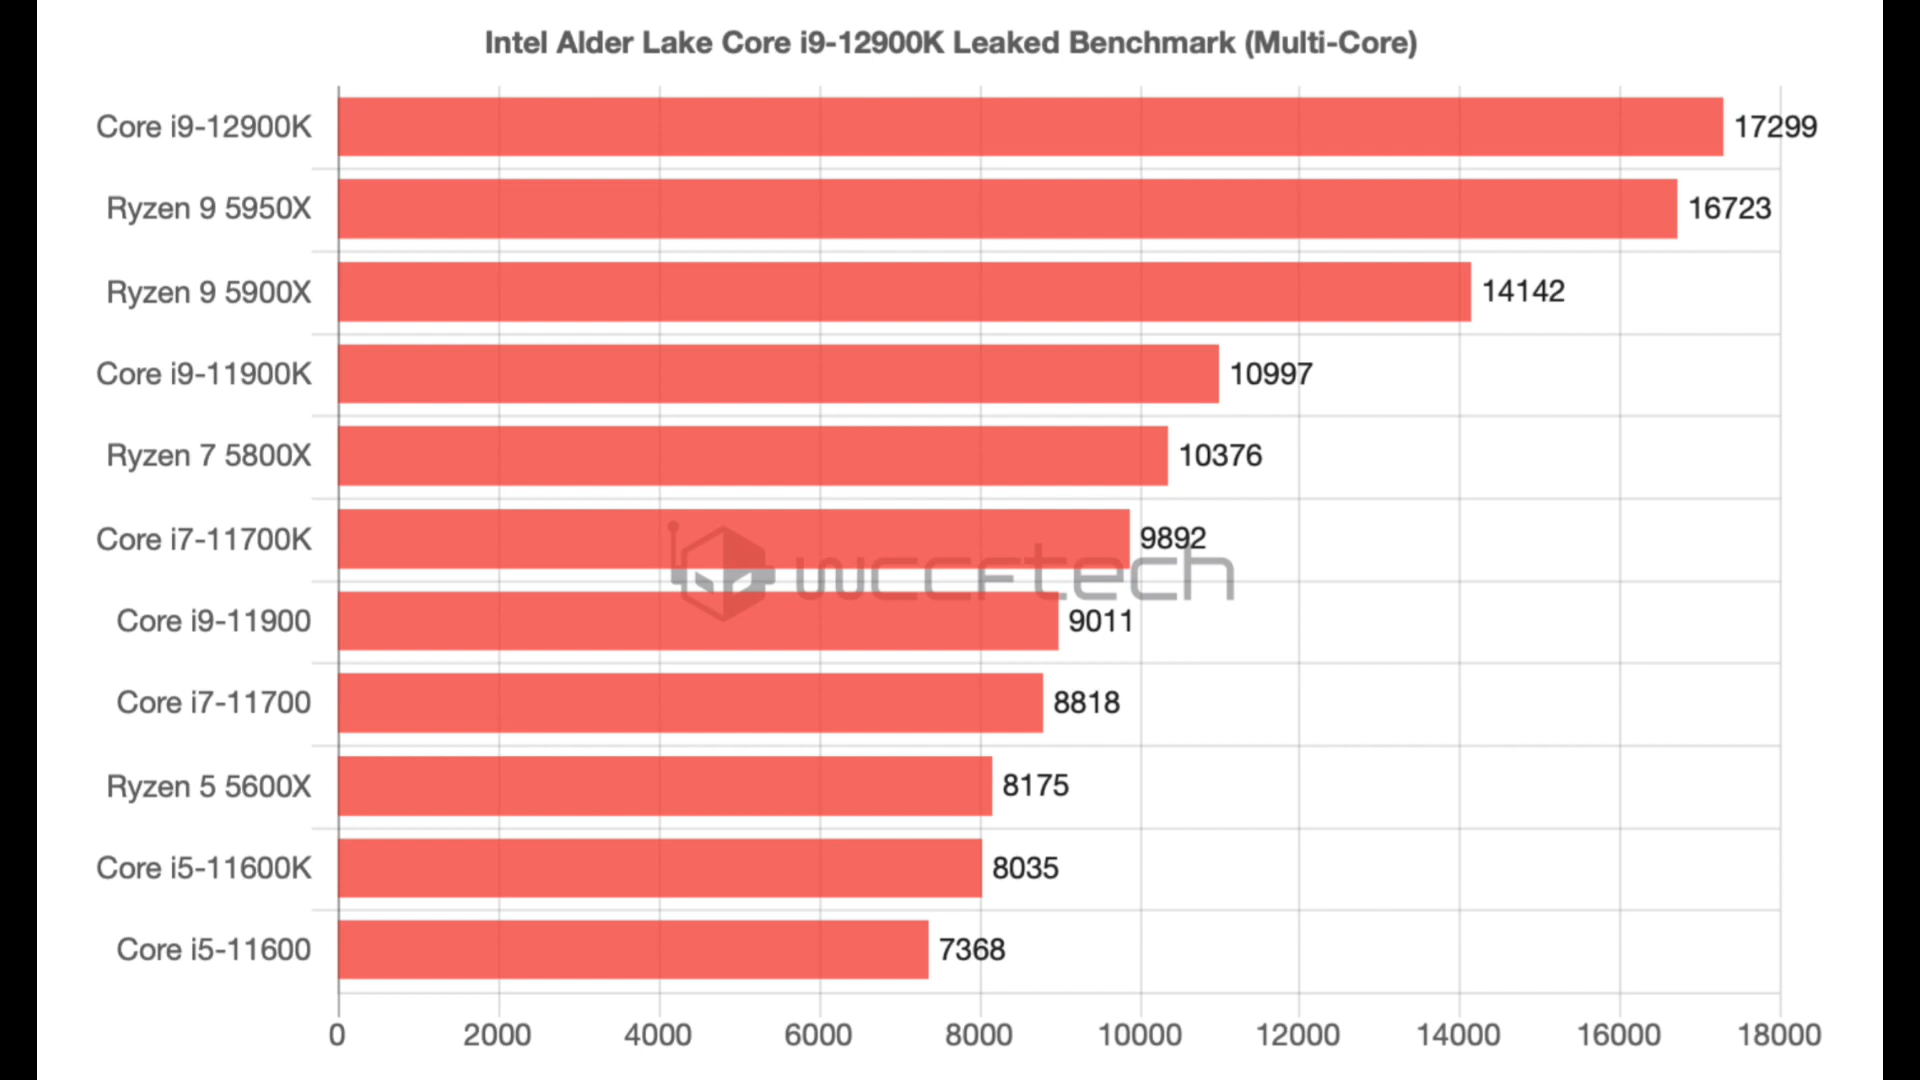 Intel Alder Lake Core i9-12900K Leaked Benchmark (Multi-Core)
Core i9-12900K 17299
Ryzen 9 5950X 16723
Ryzen 9 5900X 14142
Core i9-11900K 10997
Ryzen 7 5800X 10376
Core i7-11700K 9892
wccftech
Core i9-11900 9011
Core i7-11700 8818
Ryzen 5 5600X 8175
Core i5-11600K 8035
Core i5-11600 7368
0 2000 4000 6000 8000 10000 12000 14000 16000 18000